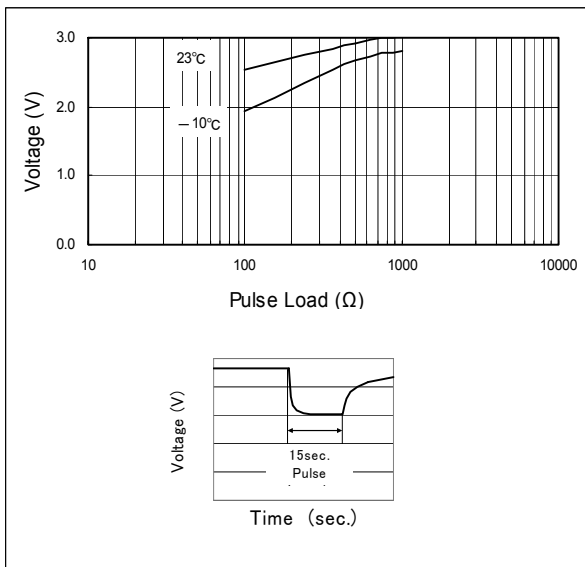 3.0
23℃
2.0
－10℃
1.0
0.0
Voltage (V)
10 100 1000 10000
Pulse Load (Ω)
Voltage (V)
15sec.
Pulse
Time (sec.)